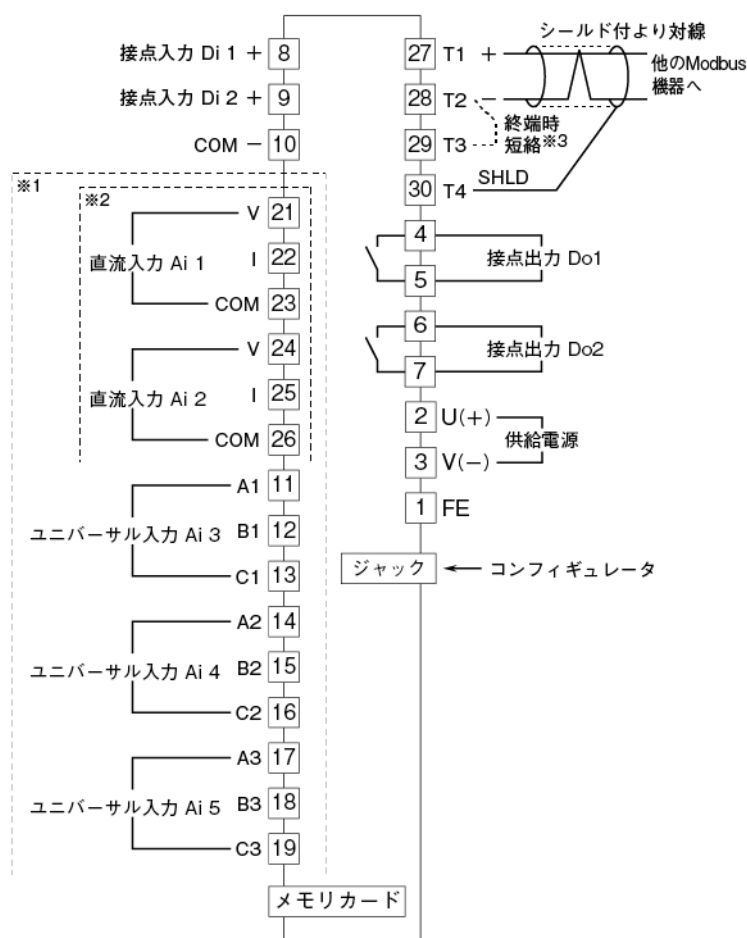 接点入力 Di 1 + 8
接点入力 Di 2 + 9
COM − 10
※1
※2
V 21
直流入力 Ai 1
I 22
COM 23
V 24
直流入力 Ai 2
I 25
COM 26
A1 11
ユニバーサル入力 Ai 3 B1 12
C1 13
A2 14
ユニバーサル入力 Ai 4 B2 15
C2 16
A3 17
ユニバーサル入力 Ai 5 B3 18
C3 19
メモリカード
シールド付より対線
27 T1 +
他のModbus
機器へ
28 T2 −
終端時
短絡※3
29 T3
30 T4 SHLD
4
接点出力 Do1
5
6
接点出力 Do2
7
2 U(+)
供給電源
3 V(−)
1 FE
ジャック
コンフィギュレータ